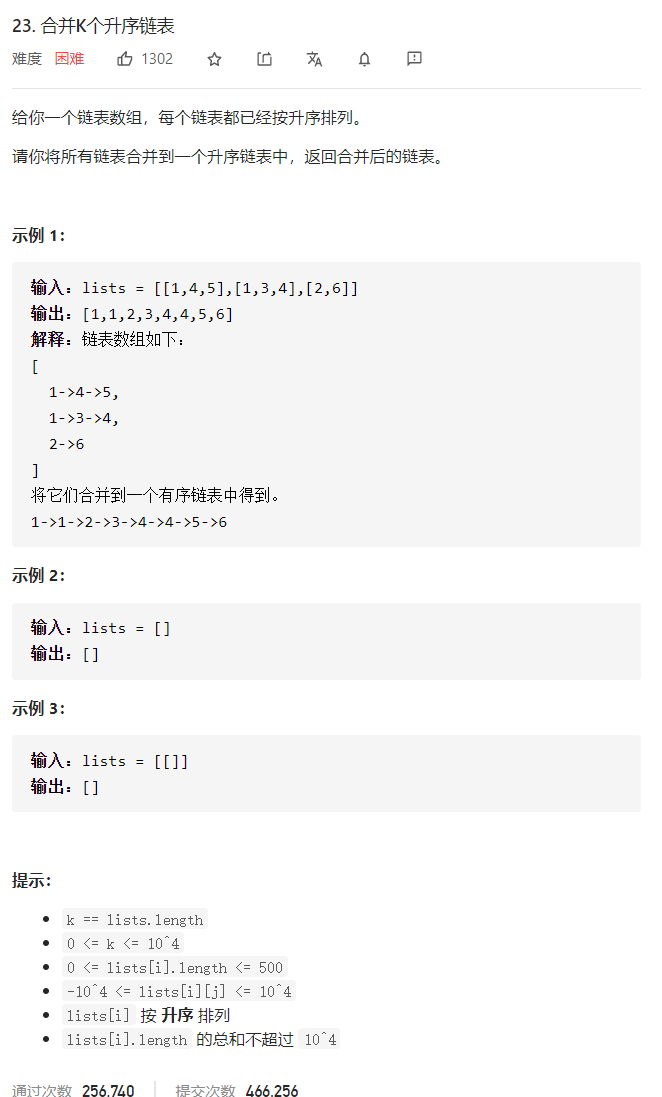 23. 合并K个升序链表
难度 困难 1302
给你一个链表数组，每个链表都已经按升序排列。
请你将所有链表合并到一个升序链表中，返回合并后的链表。
示例 1：
输入：lists = [[1,4,5],[1,3,4],[2,6]]
输出：[1,1,2,3,4,4,5,6]
解释：链表数组如下：
[
  1->4->5,
  1->3->4,
  2->6
]
将它们合并到一个有序链表中得到。
1->1->2->3->4->4->5->6
示例 2：
输入：lists = []
输出：[]
示例 3：
输入：lists = [[]]
输出：[]
提示：
k == lists.length
0 <= k <= 10^4
0 <= lists[i].length <= 500
-10^4 <= lists[i][j] <= 10^4
lists[i] 按 升序 排列
lists[i].length 的总和不超过 10^4
通过次数 256,740 提交次数 466,256